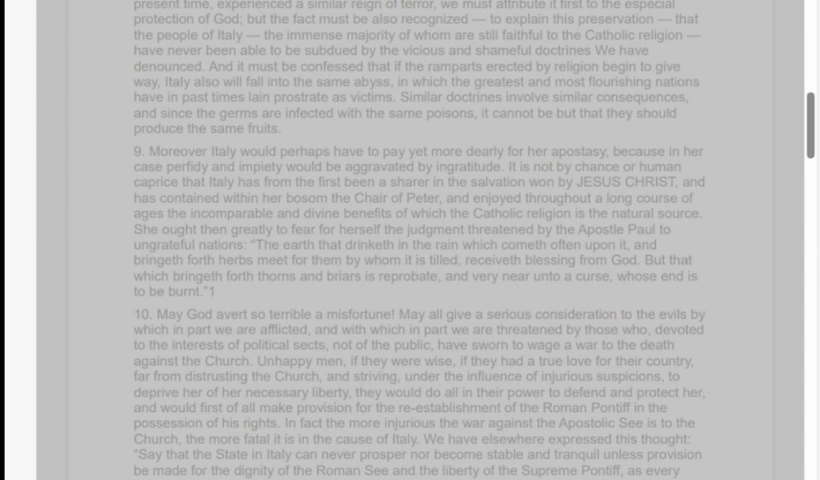 present time, experienced a similar reign of terror, we must attribute it first to the especial
protection of God; but the fact must be also recognized — to explain this preservation — that
the people of Italy — the immense majority of whom are still faithful to the Catholic religion —
have never been able to be subdued by the vicious and shameful doctrines We have
denounced. And it must be confessed that if the ramparts erected by religion begin to give
way, Italy also will fall into the same abyss, in which the greatest and most flourishing nations
have in past times lain prostrate as victims. Similar doctrines involve similar consequences,
and since the germs are infected with the same poisons, it cannot be but that they should
produce the same fruits.
9. Moreover Italy would perhaps have to pay yet more dearly for her apostasy, because in her
case perfidy and impiety would be aggravated by ingratitude. It is not by chance or human
caprice that Italy has from the first been a sharer in the salvation won by JESUS CHRIST, and
has contained within her bosom the Chair of Peter, and enjoyed throughout a long course of
ages the incomparable and divine benefits of which the Catholic religion is the natural source.
She ought then greatly to fear for herself the judgment threatened by the Apostle Paul to
ungrateful nations: “The earth that drinketh in the rain which cometh often upon it, and
bringeth forth herbs meet for them by whom it is tilled, receiveth blessing from God. But that
which bringeth forth thorns and briars is reprobate, and very near unto a curse, whose end is
to be burnt.”1
10. May God avert so terrible a misfortune! May all give a serious consideration to the evils by
which in part we are afflicted, and with which in part we are threatened by those who, devoted
to the interests of political sects, not of the public, have sworn to wage a war to the death
against the Church. Unhappy men, if they were wise, if they had a true love for their country,
far from distrusting the Church, and striving, under the influence of injurious suspicions, to
deprive her of her necessary liberty, they would do all in their power to defend and protect her,
and would first of all make provision for the re-establishment of the Roman Pontiff in the
possession of his rights. In fact the more injurious the war against the Apostolic See is to the
Church, the more fatal it is in the cause of Italy. We have elsewhere expressed this thought:
“Say that the State in Italy can never prosper nor become stable and tranquil unless provision
be made for the dignity of the Roman See and the liberty of the Supreme Pontiff, as every